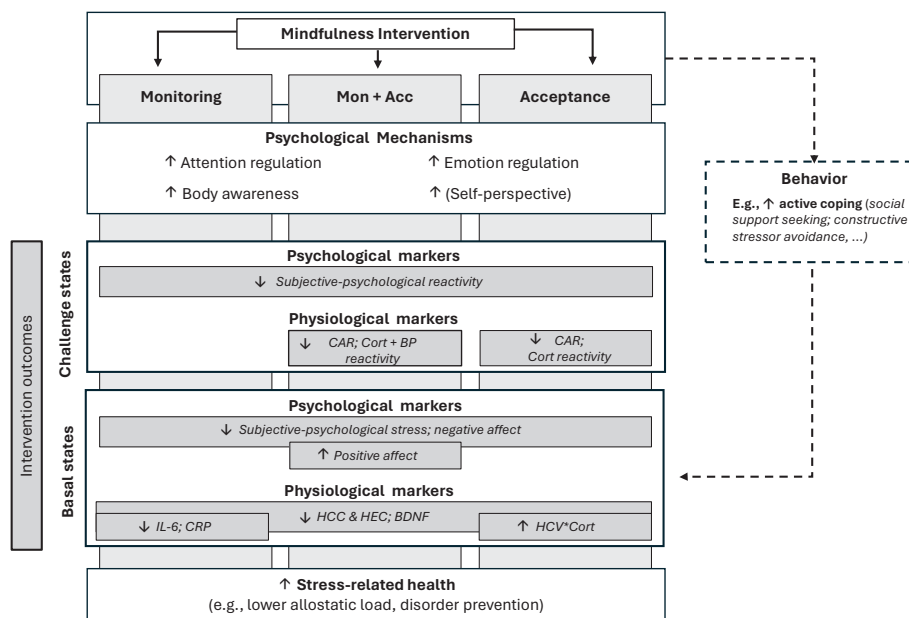 Mindfulness Intervention
Monitoring
Mon + Acc
Acceptance
Psychological Mechanisms
↑ Attention regulation
↑ Emotion regulation
↑ Body awareness
↑ (Self-perspective)
Behavior
E.g., ↑ active coping (social
support seeking; constructive
stressor avoidance, ...)
Intervention outcomes
Challenge states
Psychological markers
↓ Subjective-psychological reactivity
Physiological markers
↓ CAR; Cort + BP
reactivity
↓ CAR;
Cort reactivity
Basal states
Psychological markers
↓ Subjective-psychological stress; negative affect
↑ Positive affect
Physiological markers
↓ HCC & HEC; BDNF
↓ IL-6; CRP
↑ HCV*Cort
↑ Stress-related health
(e.g., lower allostatic load, disorder prevention)